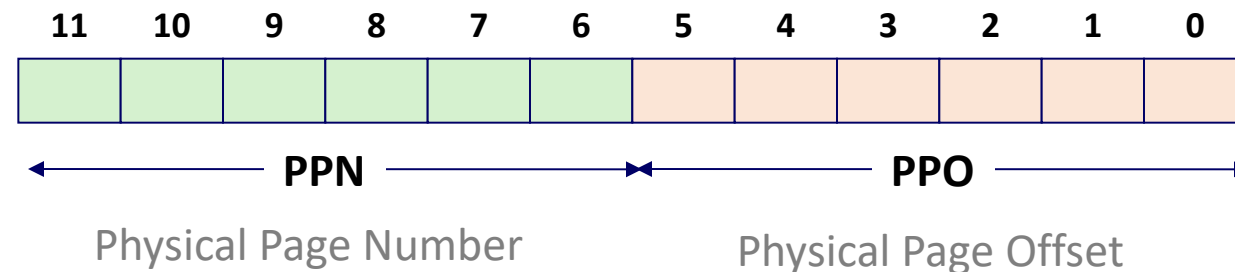 11 10 9 8 7 6 5 4 3 2 1 0
PPN PPO
Physical Page Number Physical Page Offset